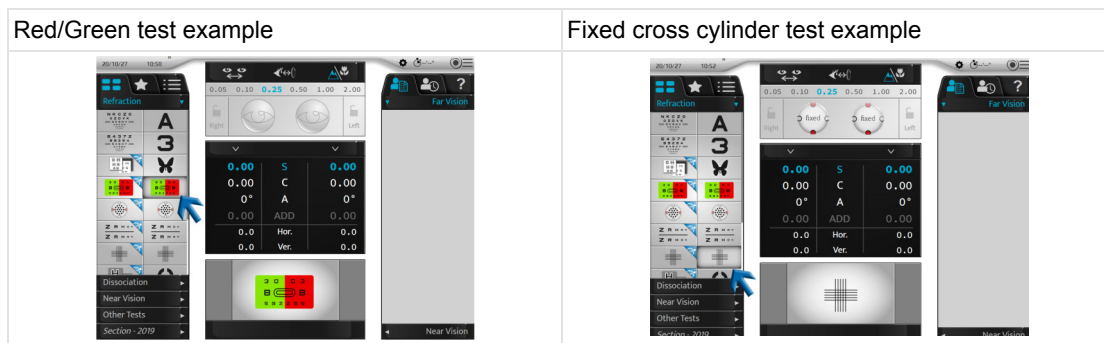 Red/Green test example
20/10/27 10:50
0.05 0.10 0.25 0.50 1.00 2.00
Refraction
Far Vision
N R C Z O
A
Right
Left
3
0.00 S 0.00
0.00 C 0.00
0° A 0°
0.00 ADD 0.00
0.0 Hor. 0.0
0.0 Ver. 0.0
Dissociation
Near Vision
Other Tests
Section - 2019
B B
Near Vision
?
Fixed cross cylinder test example
20/10/27 10:52
0.05 0.10 0.25 0.50 1.00 2.00
Refraction
Far Vision
A
Right
fixed
fixed
Left
3
0.00 S 0.00
0.00 C 0.00
0° A 0°
0.00 ADD 0.00
0.0 Hor. 0.0
0.0 Ver. 0.0
Dissociation
Near Vision
Other Tests
Section - 2019
Near Vision
?